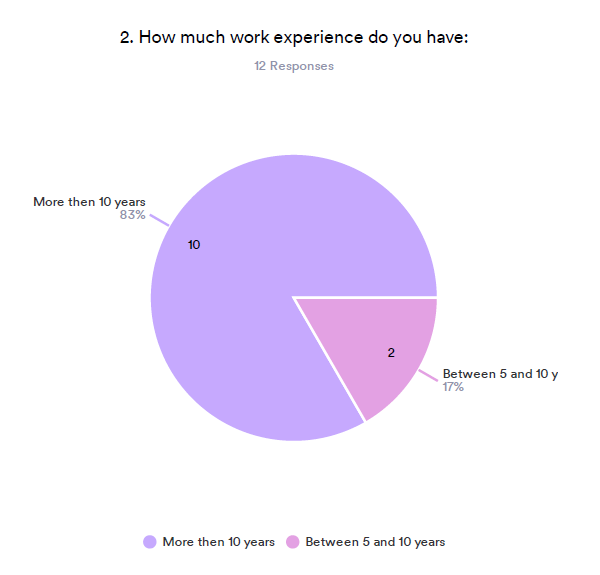 2. How much work experience do you have:
12 Responses
More then 10 years
83%
10
2
Between 5 and 10 y
17%
More then 10 years
Between 5 and 10 years